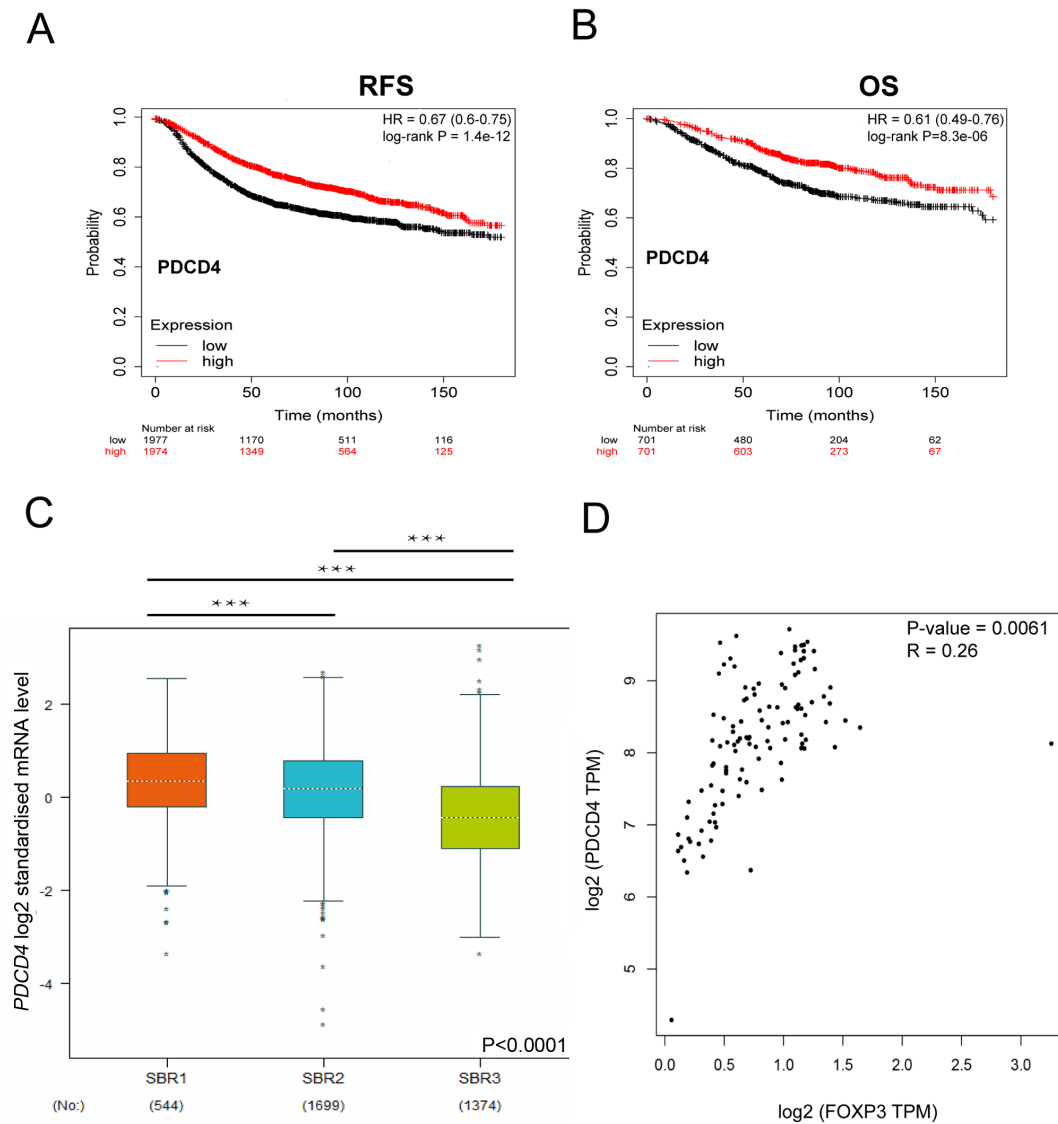 A
RFS
HR = 0.67 (0.6-0.75)
log-rank P = 1.4e-12
Probability
1.0
0.8
0.6
0.4
0.2
0.0
PDCD4
Expression
low
high
0 50 100 150
Time (months)
Number at risk
low 1977 1170 511 116
high 1974 1349 564 125
B
OS
HR = 0.61 (0.49-0.76)
log-rank P=8.3e-06
Probability
1.0
0.8
0.6
0.4
0.2
0.0
PDCD4
Expression
low
high
0 50 100 150
Time (months)
Number at risk
low 701 480 204 62
high 701 603 273 67
C
***
***
***
PDCD4 log2 standardised mRNA level
2
0
-2
-4
P<0.0001
SBR1 SBR2 SBR3
(No:) (544) (1699) (1374)
D
P-value = 0.0061
R = 0.26
log2 (PDCD4 TPM)
9
8
7
6
5
0.0 0.5 1.0 1.5 2.0 2.5 3.0
log2 (FOXP3 TPM)